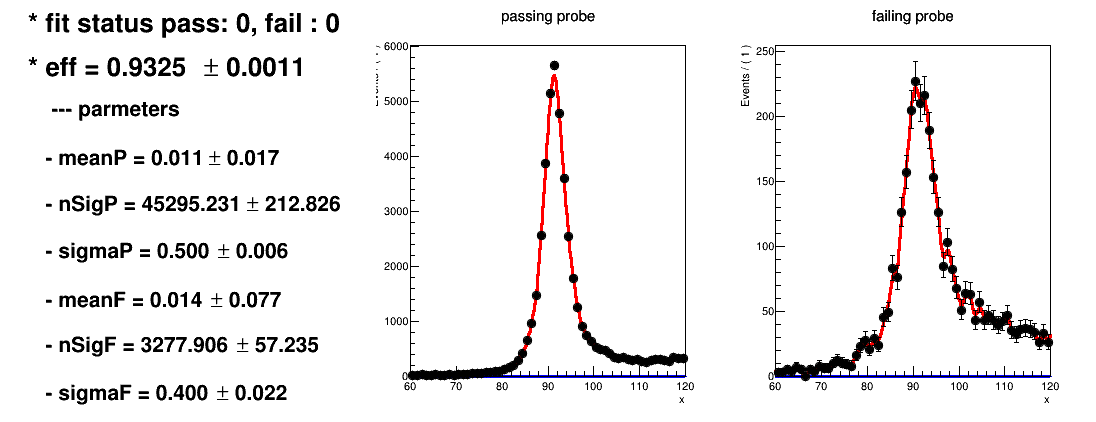 * fit status pass: 0, fail : 0
* eff = 0.9325 ± 0.0011
--- parmeters
- meanP = 0.011 ± 0.017
- nSigP = 45295.231 ± 212.826
- sigmaP = 0.500 ± 0.006
- meanF = 0.014 ± 0.077
- nSigF = 3277.906 ± 57.235
- sigmaF = 0.400 ± 0.022
passing probe
6000
5000
4000
3000
2000
1000
0
60 70 80 90 100 110 120
x
failing probe
Events / ( 1 )
250
200
150
100
50
0
60 70 80 90 100 110 120
x